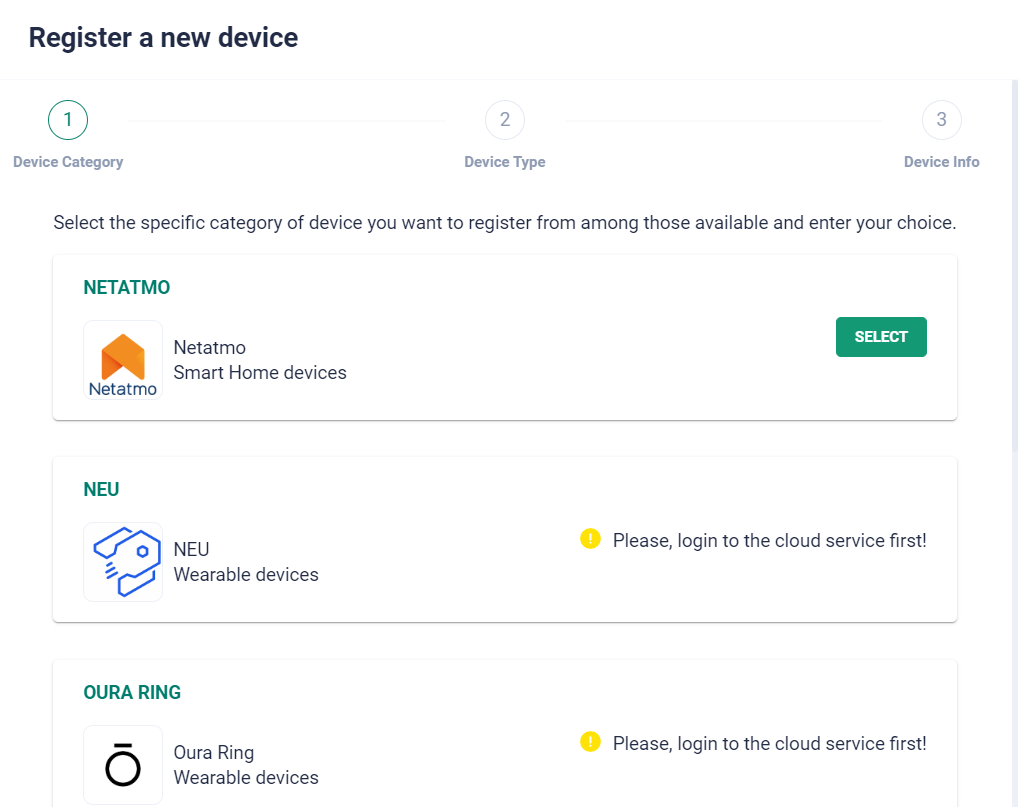 Register a new device
1
2
3
Device Category
Device Type
Device Info
Select the specific category of device you want to register from among those available and enter your choice.
NETATMO
Netatmo
Netatmo
Smart Home devices
SELECT
NEU
NEU
Wearable devices
! Please, login to the cloud service first!
OURA RING
Oura Ring
Wearable devices
! Please, login to the cloud service first!